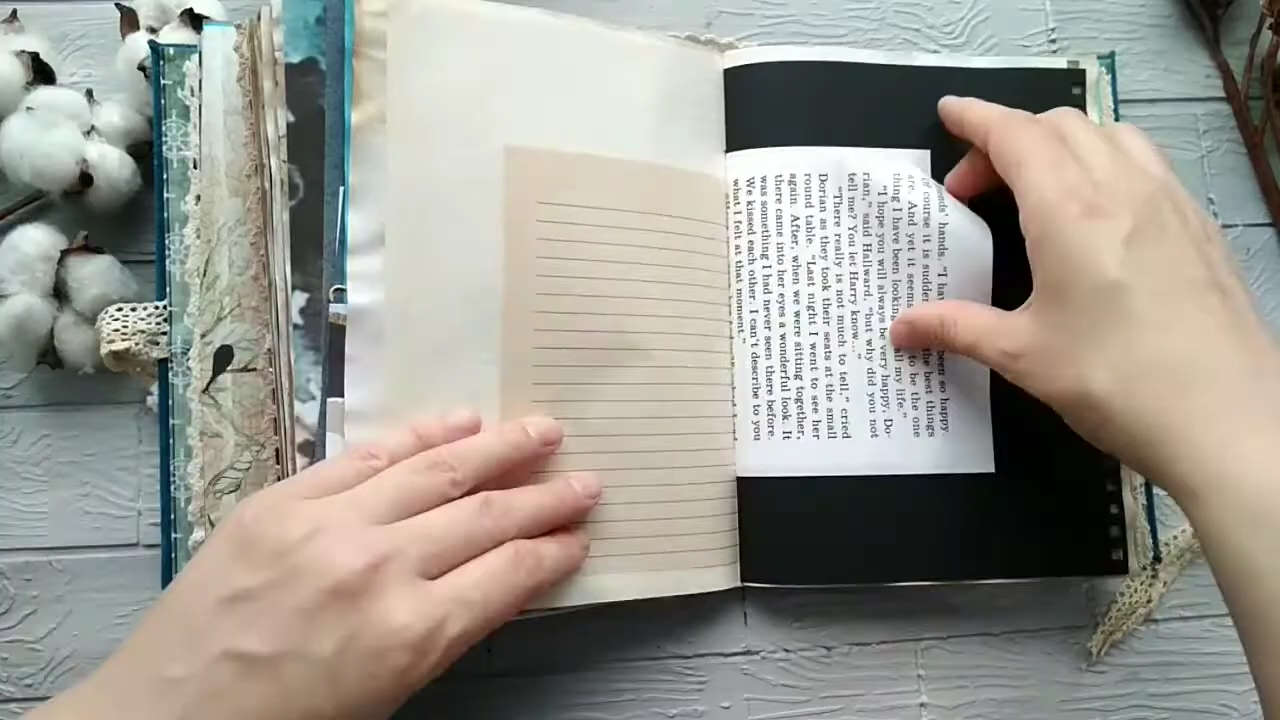 friends' hands. "I have been so happy.
of course it is sudden the best things
are. And yet it seems to be the one
thing I have been looking all my life."
"I hope you will always be very happy, Do-
rian," said Hallward, "but why did you not
tell me? You let Harry know..."
"There really is not much to tell," cried
Dorian as they took their seats at the small
round table. "Last night I went to see her
again. After, when we were sitting together,
there came into her eyes a wonderful look. It
was something I had never seen there before.
We kissed each other. I can't describe to you
what I felt at that moment."